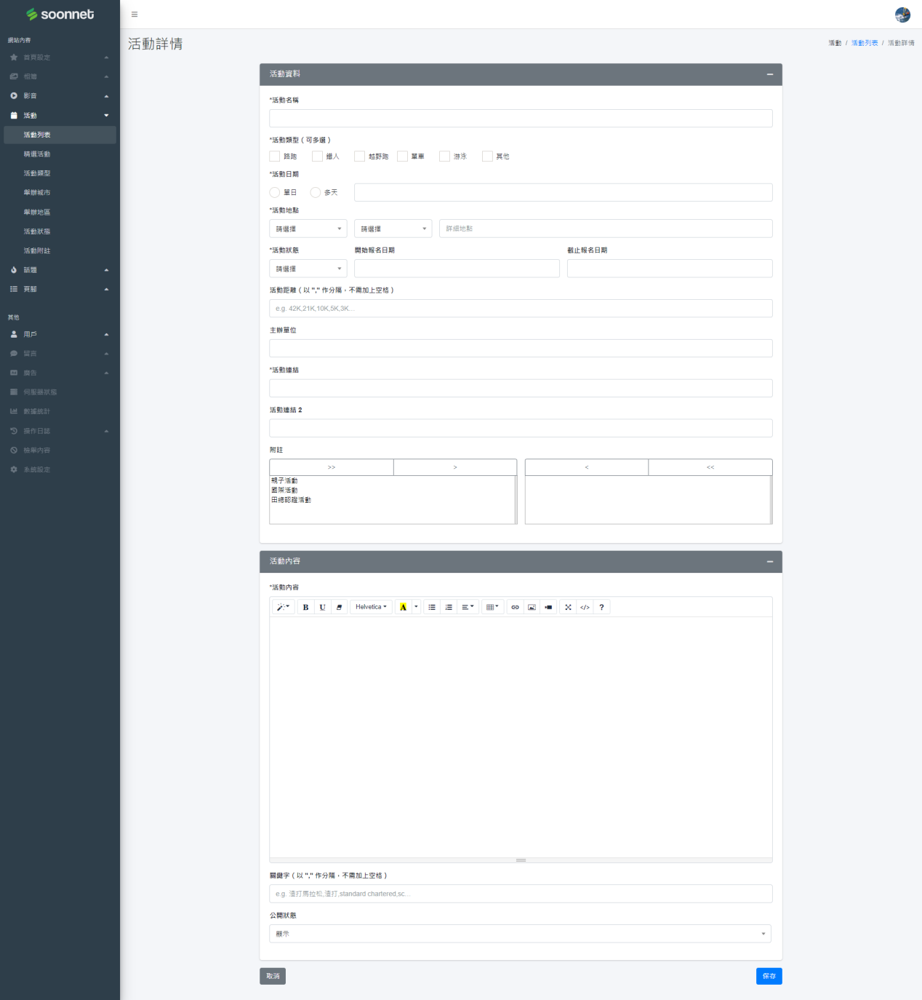 soonnet
網站內容
首頁設定
相簿
影音
活動
活動列表
精選活動
活動類型
舉辦城市
舉辦地區
活動狀態
活動附註
話題
頁腳
其他
用戶
留言
廣告
伺服器狀態
數據統計
操作日誌
檢舉內容
系統設定
活動詳情
活動 / 活動列表 / 活動詳情
活動資料
*活動名稱
*活動類型 ( 可多選 )
路跑 鐵人 越野跑 單車 游泳 其他
*活動日期
單日 多天
*活動地點
請選擇 請選擇 詳細地點
*活動狀態 開始報名日期 截止報名日期
請選擇
活動距離 ( 以 "," 作分隔，不需加上空格 )
e.g. 42K,21K,10K,5K,3K...
主辦單位
*活動連結
活動連結 2
附註
>> > < <<
親子活動
國際活動
田總認證活動
活動內容
*活動內容
B U Helvetica A </> ?
關鍵字 ( 以 "," 作分隔，不需加上空格 )
e.g. 渣打馬拉松,渣打,standard chartered,sc...
公開狀態
顯示
取消 保存